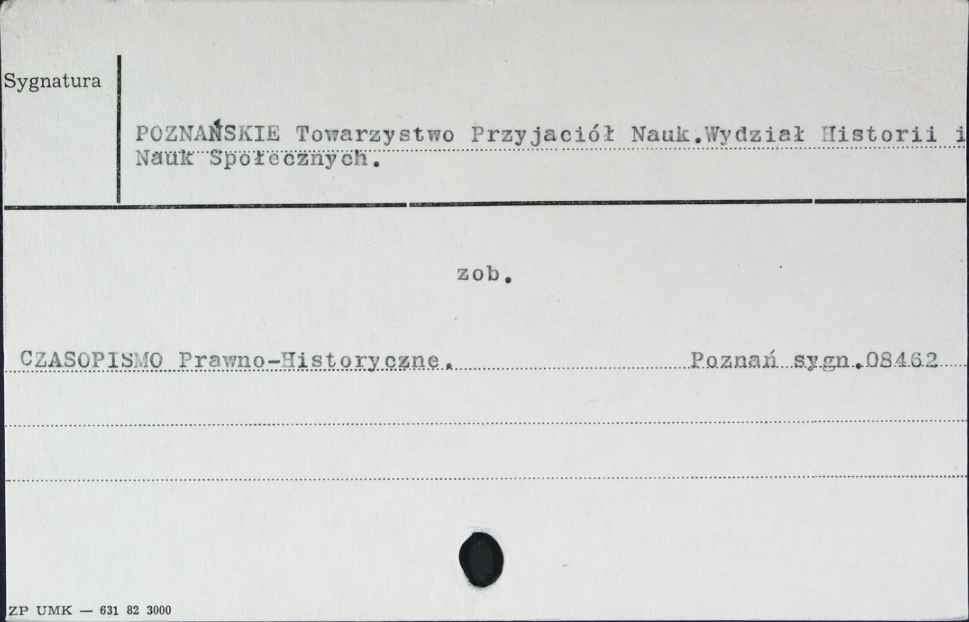 Sygnatura
POZNAŃSKIE Towarzystwo Przyjaciół Nauk.Wydział Historii i
Nauk Społecznych.
zob.
CZASOPISMO Prawno-Historyczne. Poznań sygn.08462
ZP UMK — 631 82 3000